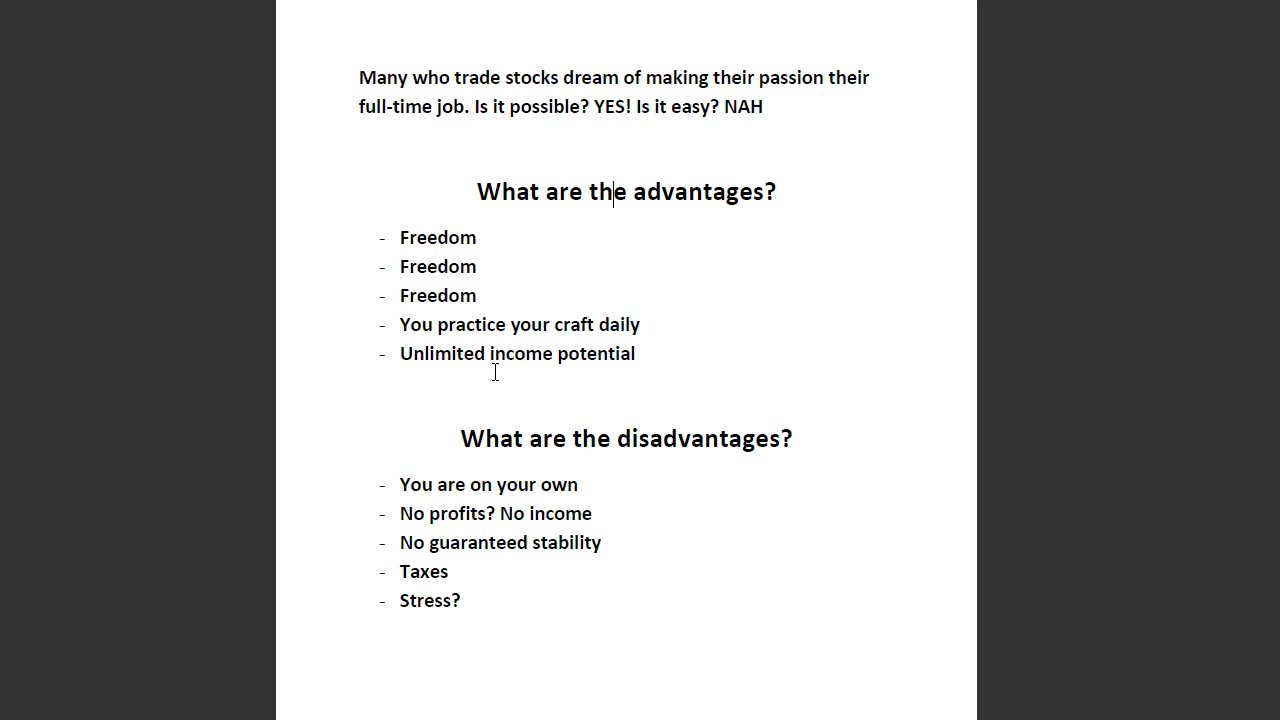 Many who trade stocks dream of making their passion their
full-time job. Is it possible? YES! Is it easy? NAH
What are the advantages?
- Freedom
- Freedom
- Freedom
- You practice your craft daily
- Unlimited income potential
What are the disadvantages?
- You are on your own
- No profits? No income
- No guaranteed stability
- Taxes
- Stress?